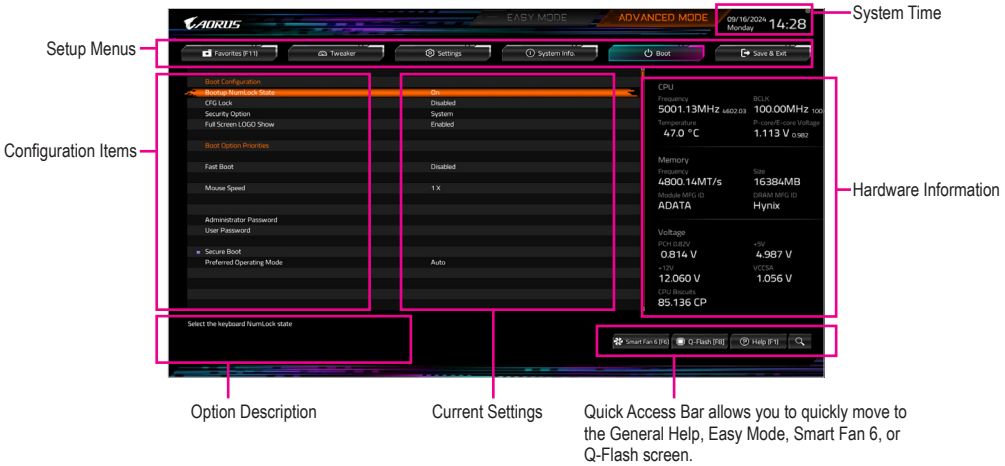 AORUS
EASY MODE
ADVANCED MODE
09/16/2024
Monday
14:28
System Time
Setup Menus
Favorites (F11)
Tweaker
Settings
System Info.
Boot
Save & Exit
Configuration Items
Boot Configuration
Bootup NumLock State On
CFG Lock Disabled
Security Option System
Full Screen LOGO Show Enabled
Boot Option Priorities
Fast Boot Disabled
Mouse Speed 1 X
Administrator Password
User Password
Secure Boot
Preferred Operating Mode Auto
CPU
Frequency BCLK
5001.13MHz 4602.03 100.00MHz 100
Temperature P-core/E-core Voltage
47.0 °C 1.113 V 0.982
Memory
Frequency Size
4800.14MT/s 16384MB
Module MFG ID DRAM MFG ID
ADATA Hynix
Voltage
PCH 0.82V +5V
0.814 V 4.987 V
+12V VCCSA
12.060 V 1.056 V
CPU Biscuits
85.136 CP
Hardware Information
Select the keyboard NumLock state
Smart Fan 6 [F6]
Q-Flash [F8]
Help [F1]
Option Description
Current Settings
Quick Access Bar allows you to quickly move to
the General Help, Easy Mode, Smart Fan 6, or
Q-Flash screen.